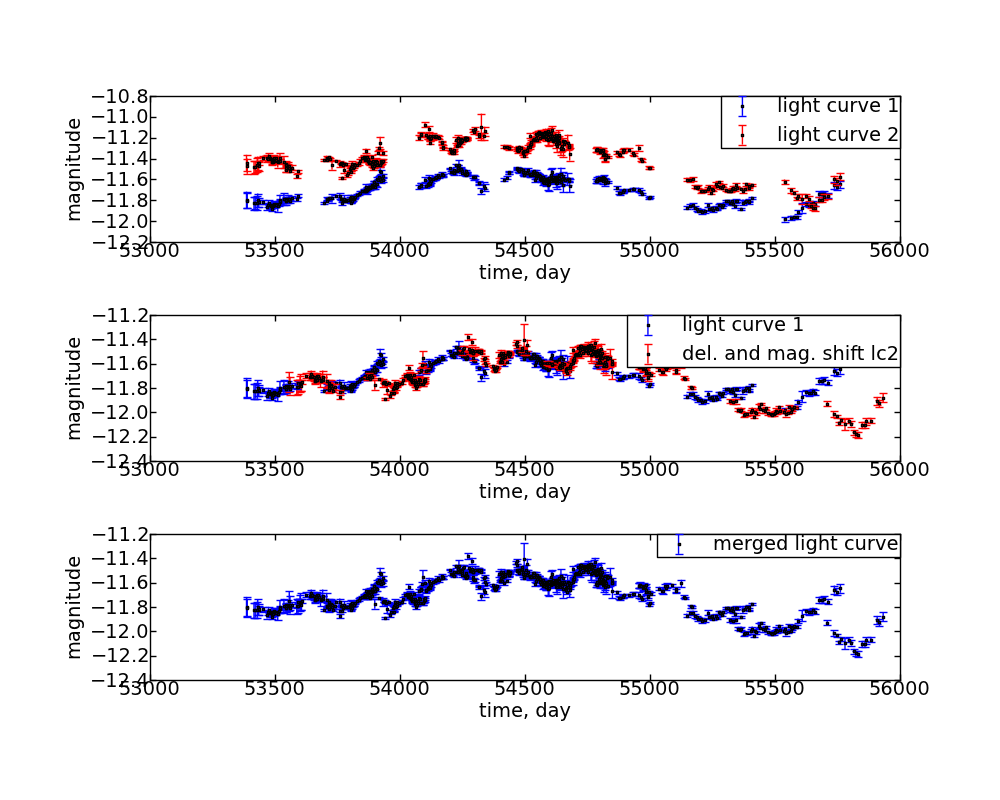 −10.8
−11.0
−11.2
−11.4
−11.6
−11.8
−12.0
−12.2
magnitude
light curve 1
light curve 2
53000 53500 54000 54500 55000 55500 56000
time, day
−11.2
−11.4
−11.6
−11.8
−12.0
−12.2
−12.4
magnitude
light curve 1
del. and mag. shift lc2
53000 53500 54000 54500 55000 55500 56000
time, day
−11.2
−11.4
−11.6
−11.8
−12.0
−12.2
−12.4
magnitude
merged light curve
53000 53500 54000 54500 55000 55500 56000
time, day